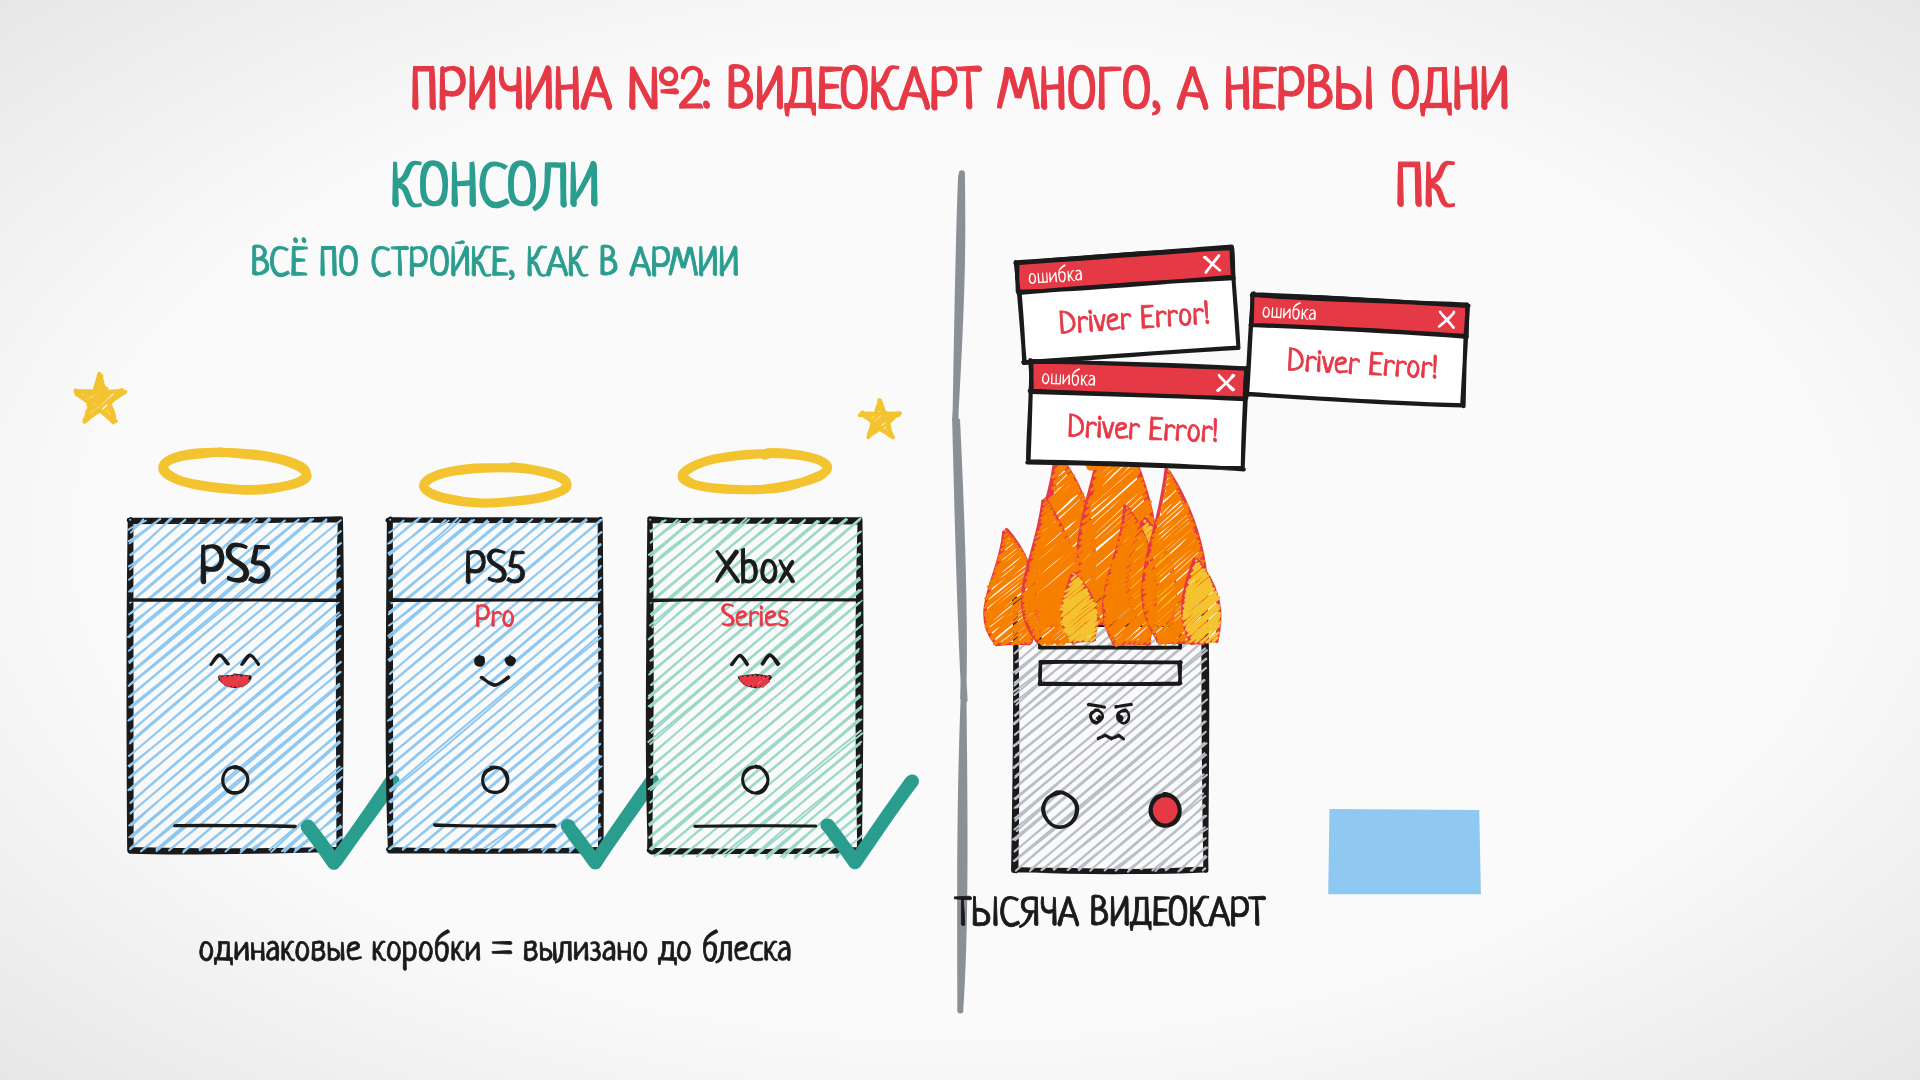 ПРИЧИНА №2: ВИДЕОКАРТ МНОГО, А НЕРВЫ ОДНИ
КОНСОЛИ
ВСЁ ПО СТРОЙКЕ, КАК В АРМИИ
PS5
PS5
Pro
Xbox
Series
одинаковые коробки = вылизано до блеска
ПК
ошибка
Driver Error!
ошибка
Driver Error!
ошибка
Driver Error!
ТЫСЯЧА ВИДЕОКАРТ